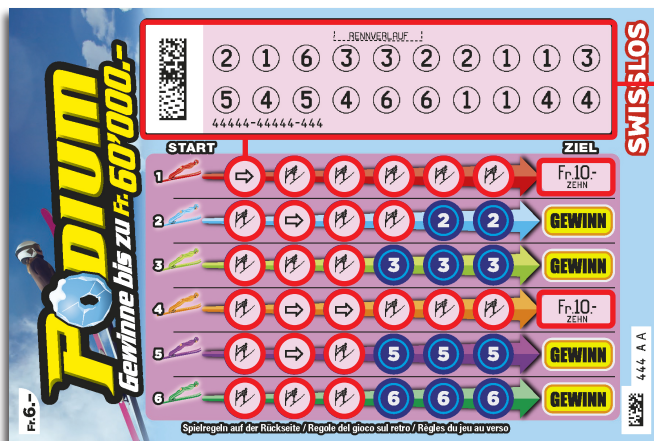 PODIUM
Gewinne bis zu Fr. 60'000.-
Fr. 6.-
RENNVERLAUF
2 1 6 3 3 2 2 1 1 3
5 4 5 4 6 6 1 1 4 4
44444-44444-444
SWISSLOS
START
ZIEL
1
Fr.10.-
ZEHN
2 2 2 GEWINN
3 3 3 3 GEWINN
4
Fr.10.-
ZEHN
5 5 5 5 GEWINN
6 6 6 6 GEWINN
444 A A
Spielregeln auf der Rückseite / Regole del gioco sul retro / Règles du jeu au verso